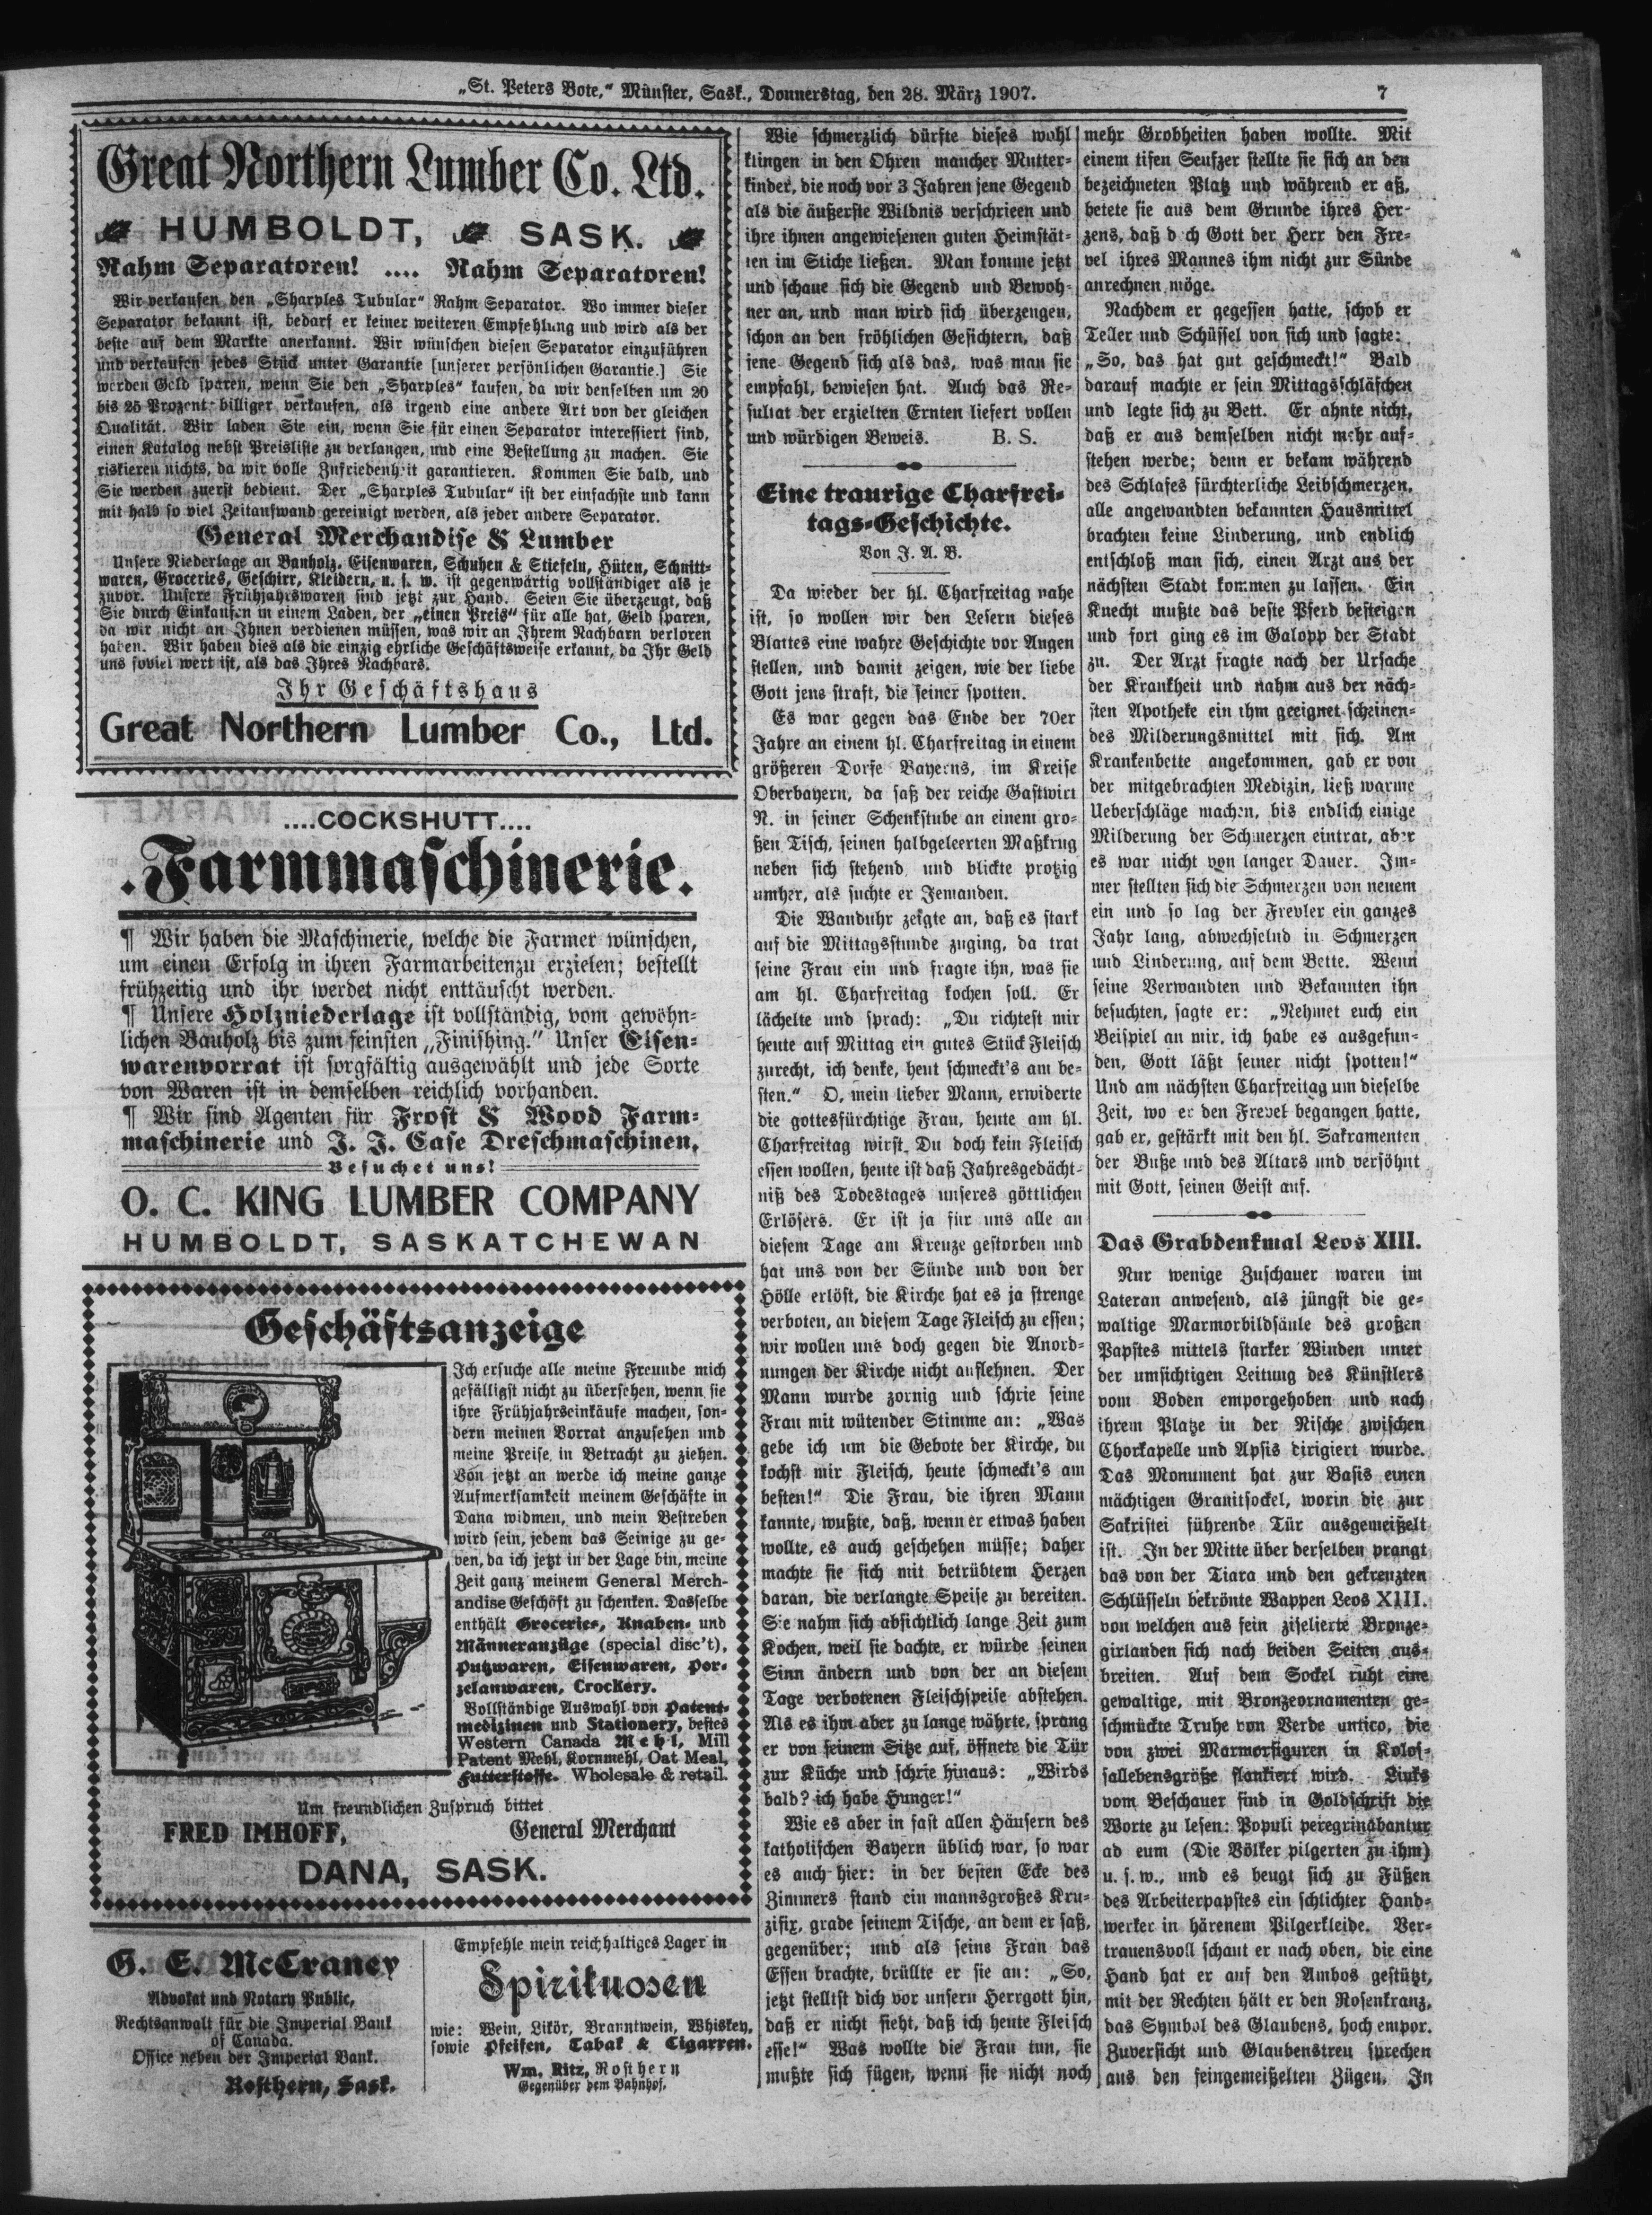 „St. Peters Bote,“ Münster, Sask., Donnerstag, den 28. März 1907.
7
Great Northern Lumber Co. Ltd.
HUMBOLDT, SASK.
Rahm Separatoren! .... Rahm Separatoren!
Wir verkaufen den „Sharples Tubular“ Rahm Separator. Wo immer dieser
Separator bekannt ist, bedarf er keiner weiteren Empfehlung und wird als der
beste auf dem Markte anerkannt. Wir wünschen diesen Separator einzuführen
und verkaufen jedes Stück unter Garantie [unserer persönlichen Garantie.] Sie
werden Geld sparen, wenn Sie den „Sharples“ kaufen, da wir denselben um 20
bis 25 Prozent billiger verkaufen, als irgend eine andere Art von der gleichen
Qualität. Wir laden Sie ein, wenn Sie für einen Separator interessiert sind,
einen Katalog nebst Preisliste zu verlangen, und eine Bestellung zu machen. Sie
riskieren nichts, da wir volle Zufriedenheit garantieren. Kommen Sie bald, und
Sie werden zuerst bedient. Der „Sharples Tubular“ ist der einfachste und kann
mit halb so viel Zeitaufwand gereinigt werden, als jeder andere Separator.
General Merchandise & Lumber
Unsere Niederlage an Bauholz, Eisenwaren, Schuhen & Stiefeln, Hüten, Schnitt-
waren, Groceries, Geschirr, Kleidern, u. s. w. ist gegenwärtig vollständiger als je
zuvor. Unsere Frühjahrswaren sind jetzt zur Hand. Seien Sie überzeugt, daß
Sie durch Einkaufen in einem Laden, der „einen Preis“ für alle hat, Geld sparen,
da wir nicht an Ihnen verdienen müssen, was wir an Ihrem Nachbarn verloren
haben. Wir haben dies als die einzig ehrliche Geschäftsweise erkannt, da Ihr Geld
uns soviel wert ist, als das Ihres Nachbars.
Ihr Geschäftshaus
Great Northern Lumber Co., Ltd.
....COCKSHUTT....
.Farmmaschinerie.
¶ Wir haben die Maschinerie, welche die Farmer wünschen,
um einen Erfolg in ihren Farmarbeitenzu erzielen; bestellt
frühzeitig und ihr werdet nicht enttäuscht werden.
¶ Unsere Holzniederlage ist vollständig, vom gewöhn-
lichen Bauholz bis zum feinsten „Finishing.“ Unser Eisen-
warenvorrat ist sorgfältig ausgewählt und jede Sorte
von Waren ist in demselben reichlich vorhanden.
¶ Wir sind Agenten für Frost & Wood Farm-
maschinerie und J. J. Case Dreschmaschinen.
Besuchet uns!
O. C. KING LUMBER COMPANY
HUMBOLDT, SASKATCHEWAN
Geschäftsanzeige
Ich ersuche alle meine Freunde mich
gefälligst nicht zu übersehen, wenn sie
ihre Frühjahrseinkäufe machen, son-
dern meinen Vorrat anzusehen und
meine Preise in Betracht zu ziehen.
Von jetzt an werde ich meine ganze
Aufmerksamkeit meinem Geschäfte in
Dana widmen, und mein Bestreben
wird sein, jedem das Seinige zu ge-
ben, da ich jetzt in der Lage bin, meine
Zeit ganz meinem General Merch-
andise Geschäft zu schenken. Dasselbe
enthält Groceries, Knaben- und
Männeranzüge (special disc't),
Putzwaren, Eisenwaren, Por-
zelanwaren, Crockery.
Vollständige Auswahl von Patent-
medizinen und Stationery, bestes
Western Canada Mehl, Mill
Patent Mehl, Kornmehl, Oat Meal,
Futterstoffe. Wholesale & retail.
Um freundlichen Zuspruch bittet
FRED IMHOFF, General Merchant
DANA, SASK.
G. E. McCraney
Advokat und Notary Public,
Rechtsanwalt für die Imperial Bank
of Canada.
Office neben der Imperial Bank.
Rosthern, Sask.
Empfehle mein reichhaltiges Lager in
Spirituosen
wie: Wein, Likör, Branntwein, Whiskey,
sowie Pfeifen, Tabak & Cigarren.
Wm. Ritz, Rosthern
Gegenüber dem Bahnhof.
Wie schmerzlich dürfte dieses wohl
klingen in den Ohren mancher Mutter-
kinder, die noch vor 3 Jahren jene Gegend
als die äußerste Wildnis verschrieen und
ihre ihnen angewiesenen guten Heimstät-
ten im Stiche ließen. Man komme jetzt
und schaue sich die Gegend und Bewoh-
ner an, und man wird sich überzeugen,
schon an den fröhlichen Gesichtern, daß
jene Gegend sich als das, was man sie
empfahl, bewiesen hat. Auch das Re-
sultat der erzielten Ernten liefert vollen
und würdigen Beweis. B. S.
Eine traurige Charfrei-
tags-Geschichte.
Von J. A. B.
Da wieder der hl. Charfreitag nahe
ist, so wollen wir den Lesern dieses
Blattes eine wahre Geschichte vor Augen
stellen, und damit zeigen, wie der liebe
Gott jene straft, die seiner spotten.
Es war gegen das Ende der 70er
Jahre an einem hl. Charfreitag in einem
größeren Dorfe Bayerns, im Kreise
Oberbayern, da saß der reiche Gastwirt
N. in seiner Schenkstube an einem gro-
ßen Tisch, seinen halbgeleerten Maßkrug
neben sich stehend und blickte protzig
umher, als suchte er Jemanden.
Die Wanduhr zeigte an, daß es stark
auf die Mittagsstunde zuging, da trat
seine Frau ein und fragte ihn, was sie
am hl. Charfreitag kochen soll. Er
lächelte und sprach: „Du richtest mir
heute auf Mittag ein gutes Stück Fleisch
zurecht, ich denke, heut schmeckt's am be-
sten.“ O, mein lieber Mann, erwiderte
die gottesfürchtige Frau, heute am hl.
Charfreitag wirst Du doch kein Fleisch
essen wollen, heute ist daß Jahresgedächt-
niß des Todestages unseres göttlichen
Erlösers. Er ist ja für uns alle an
diesem Tage am Kreuze gestorben und
hat uns von der Sünde und von der
Hölle erlöst, die Kirche hat es ja strenge
verboten, an diesem Tage Fleisch zu essen;
wir wollen uns doch gegen die Anord-
nungen der Kirche nicht auflehnen. Der
Mann wurde zornig und schrie seine
Frau mit wütender Stimme an: „Was
gebe ich um die Gebote der Kirche, du
kochst mir Fleisch, heute schmeckt's am
besten!“ Die Frau, die ihren Mann
kannte, wußte, daß, wenn er etwas haben
wollte, es auch geschehen müsse; daher
machte sie sich mit betrübtem Herzen
daran, die verlangte Speise zu bereiten.
Sie nahm sich absichtlich lange Zeit zum
Kochen, weil sie dachte, er würde seinen
Sinn ändern und von der an diesem
Tage verbotenen Fleischspeise abstehen.
Als es ihm aber zu lange währte, sprang
er von seinem Sitze auf, öffnete die Tür
zur Küche und schrie hinaus: „Wirds
bald? ich habe Hunger!“
Wie es aber in fast allen Häusern des
katholischen Bayern üblich war, so war
es auch hier: in der besten Ecke des
Zimmers stand ein mannsgroßes Kru-
zifix, grade seinem Tische, an dem er saß,
gegenüber; und als seine Frau das
Essen brachte, brüllte er sie an: „So,
jetzt stellst dich vor unsern Herrgott hin,
daß er nicht sieht, daß ich heute Fleisch
esse!“ Was wollte die Frau tun, sie
mußte sich fügen, wenn sie nicht noch
mehr Grobheiten haben wollte. Mit
einem tifen Seufzer stellte sie sich an den
bezeichneten Platz und während er aß,
betete sie aus dem Grunde ihres Her-
zens, daß d ch Gott der Herr den Fre-
vel ihres Mannes ihm nicht zur Sünde
anrechnen möge.
Nachdem er gegessen hatte, schob er
Teller und Schüssel von sich und sagte:
„So, das hat gut geschmeckt!“ Bald
darauf machte er sein Mittagsschläfchen
und legte sich zu Bett. Er ahnte nicht,
daß er aus demselben nicht mehr auf-
stehen werde; denn er bekam während
des Schlafes fürchterliche Leibschmerzen,
alle angewandten bekannten Hausmittel
brachten keine Linderung, und endlich
entschloß man sich, einen Arzt aus der
nächsten Stadt kommen zu lassen. Ein
Knecht mußte das beste Pferd besteigen
und fort ging es im Galopp der Stadt
zu. Der Arzt fragte nach der Ursache
der Krankheit und nahm aus der näch-
sten Apotheke ein ihm geeignet scheinen-
des Milderungsmittel mit sich. Am
Krankenbette angekommen, gab er von
der mitgebrachten Medizin, ließ warme
Ueberschläge machen, bis endlich einige
Milderung der Schmerzen eintrat, aber
es war nicht von langer Dauer. Im-
mer stellten sich die Schmerzen von neuem
ein und so lag der Frevler ein ganzes
Jahr lang, abwechselnd in Schmerzen
und Linderung, auf dem Bette. Wenn
seine Verwandten und Bekannten ihn
besuchten, sagte er: „Nehmet euch ein
Beispiel an mir, ich habe es ausgefun-
den, Gott läßt seiner nicht spotten!“
Und am nächsten Charfreitag um dieselbe
Zeit, wo er den Frevel begangen hatte,
gab er, gestärkt mit den hl. Sakramenten
der Buße und des Altars und versöhnt
mit Gott, seinen Geist auf.
Das Grabdenkmal Leos XIII.
Nur wenige Zuschauer waren im
Lateran anwesend, als jüngst die ge-
waltige Marmorbildsäule des großen
Papstes mittels starker Winden unter
der umsichtigen Leitung des Künstlers
vom Boden emporgehoben und nach
ihrem Platze in der Nische zwischen
Chorkapelle und Apsis dirigiert wurde.
Das Monument hat zur Basis einen
mächtigen Granitsockel, worin die zur
Sakristei führende Tür ausgemeißelt
ist. In der Mitte über derselben prangt
das von der Tiara und den gekreuzten
Schlüsseln bekrönte Wappen Leos XIII.
von welchen aus fein ziselierte Bronze-
girlanden sich nach beiden Seiten aus-
breiten. Auf dem Sockel ruht eine
gewaltige, mit Bronzeornamenten ge-
schmückte Truhe von Verde untico, die
von zwei Marmorfiguren in Kolos-
sallebensgröße flankiert wird. Links
vom Beschauer sind in Goldschrift die
Worte zu lesen: Populi peregrinabantur
ad eum (Die Völker pilgerten zu ihm)
u. s. w., und es beugt sich zu Füßen
des Arbeiterpapstes ein schlichter Hand-
werker in härenem Pilgerkleide. Ver-
trauensvoll schaut er nach oben, die eine
Hand hat er auf den Ambos gestützt,
mit der Rechten hält er den Rosenkranz,
das Symbol des Glaubens, hoch empor.
Zuversicht und Glaubenstreu sprechen
aus den feingemeißelten Zügen. In